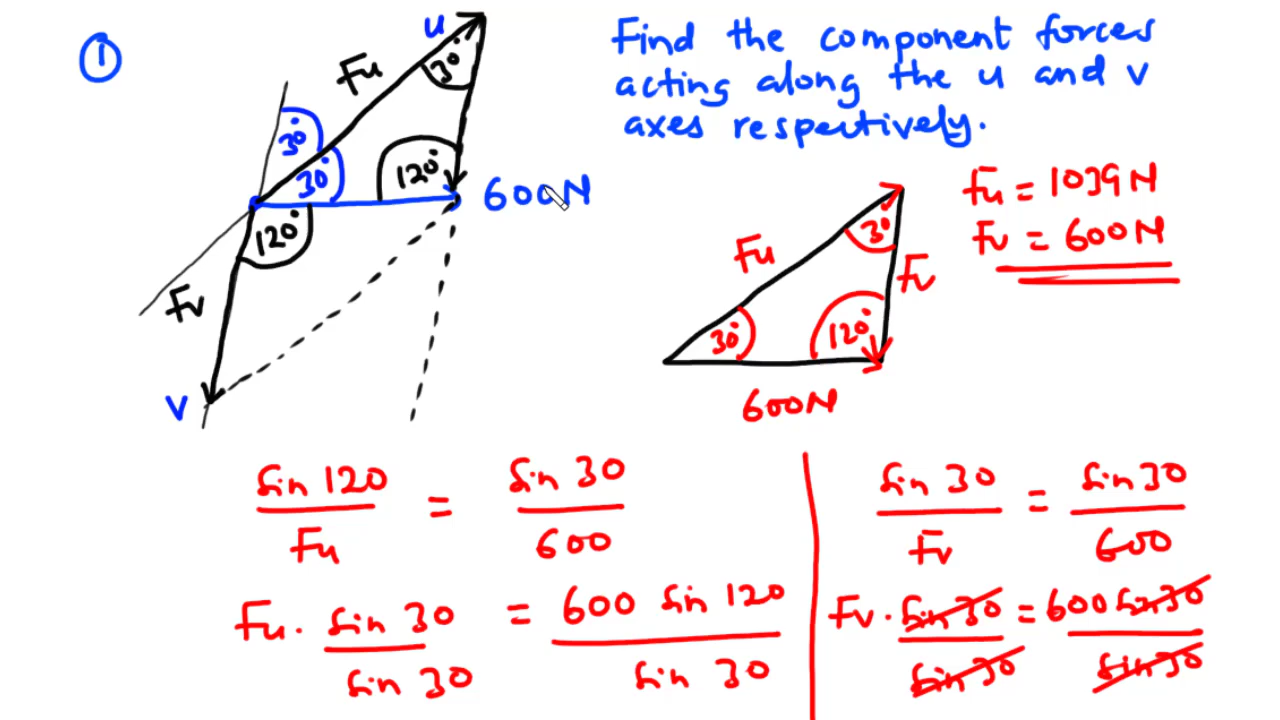 ①
u
Find the component forces
acting along the u and v
axes respectively.
Fu
30°
30°
30°
120°
600N
120°
Fv
v
Fu = 1039 N
Fv = 600N
Fu
30°
Fv
30°
120°
600N
sin 120 / Fu = sin 30 / 600
Fu · sin 30 / sin 30 = 600 sin 120 / sin 30
sin 30 / Fv = sin 30 / 600
Fv · sin 30 / sin 30 = 600 sin 30 / sin 30